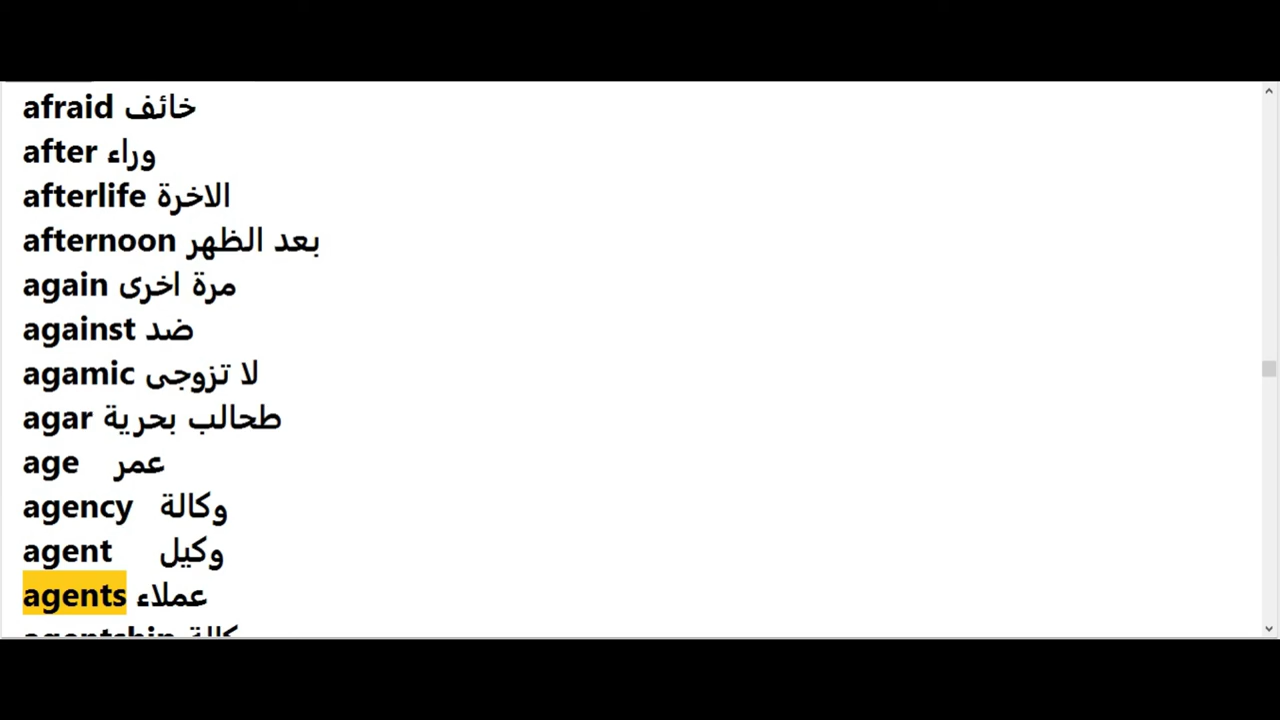 afraid خائف
after وراء
afterlife الاخرة
afternoon بعد الظهر
again مرة اخرى
against ضد
agamic لا تزوجى
agar طحالب بحرية
age عمر
agency وكالة
agent وكيل
agents عملاء